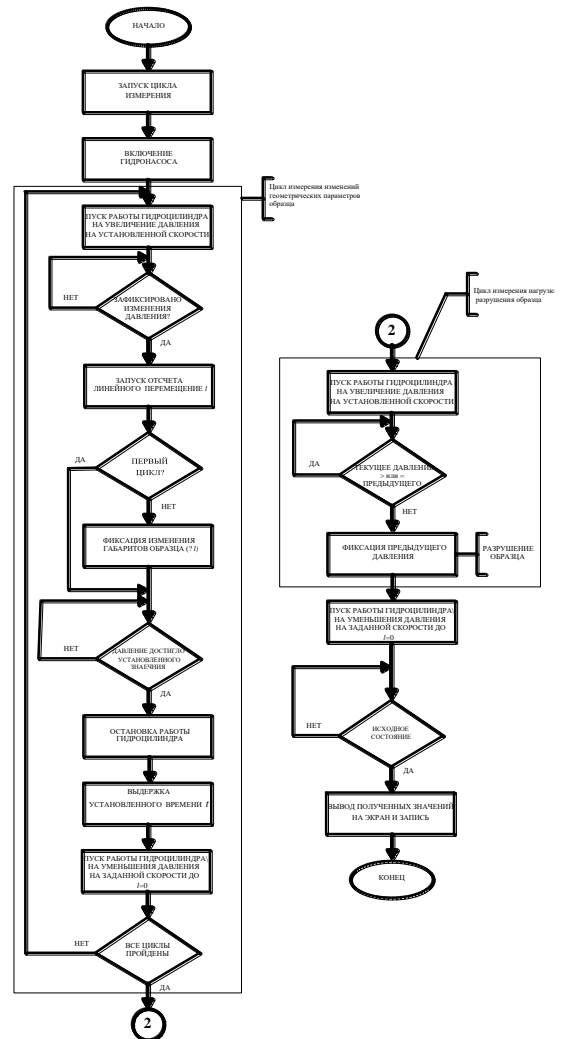 НАЧАЛО
ЗАПУСК ЦИКЛА
ИЗМЕРЕНИЯ
ВКЛЮЧЕНИЕ
ГИДРОНАСОСА
Цикл измерения изменений
геометрических параметров
образца
ПУСК РАБОТЫ ГИДРОЦИЛИНДРА
НА УВЕЛИЧЕНИЕ ДАВЛЕНИЯ
НА УСТАНОВЛЕННОЙ СКОРОСТИ
НЕТ
ЗАФИКСИРОВАНО
ИЗМЕНЕНИЯ
ДАВЛЕНИЯ?
ДА
ЗАПУСК ОТСЧЕТА
ЛИНЕЙНОГО ПЕРЕМЕЩЕНИЕ l
ДА
ПЕРВЫЙ
ЦИКЛ?
НЕТ
ФИКСАЦИЯ ИЗМЕНЕНИЯ
ГАБАРИТОВ ОБРАЗЦА (? l)
НЕТ
ДАВЛЕНИЕ ДОСТИГЛО
УСТАНОВЛЕННОГО
ЗНАЕЧНИЯ
ДА
ОСТАНОВКА РАБОТЫ
ГИДРОЦИЛИНДРА
ВЫДЕРЖКА
УСТАНОВЛЕННОГО ВРЕМЕНИ
ПУСК РАБОТЫ ГИДРОЦИЛИНДРА\
НА УМЕНЬШЕНИЯ ДАВЛЕНИЯ
НА ЗАДАННОЙ СКОРОСТИ ДО
l=0
НЕТ
ВСЕ ЦИКЛЫ
ПРОЙДЕНЫ
ДА
2
Цикл измерения нагрузк
разрушения образца
2
ПУСК РАБОТЫ ГИДРОЦИЛИНДРА
НА УВЕЛИЧЕНИЕ ДАВЛЕНИЯ
НА УСТАНОВЛЕННОЙ СКОРОСТИ
ДА
ТЕКУЩЕЕ ДАВЛЕНИЕ
> или =
ПРЕДЫДУЩЕГО
НЕТ
ФИКСАЦИЯ ПРЕДЫДУЩЕГО
ДАВЛЕНИЯ
РАЗРУШЕНИЕ
ОБРАЗЦА
ПУСК РАБОТЫ ГИДРОЦИЛИНДРА\
НА УМЕНЬШЕНИЯ ДАВЛЕНИЯ
НА ЗАДАННОЙ СКОРОСТИ ДО
l=0
НЕТ
ИСХОДНОЕ
СОСТОЯНИЕ
ДА
ВЫВОД ПОЛУЧЕННЫХ ЗНАЧЕНИЙ
НА ЭКРАН И ЗАПИСЬ
КОНЕЦ